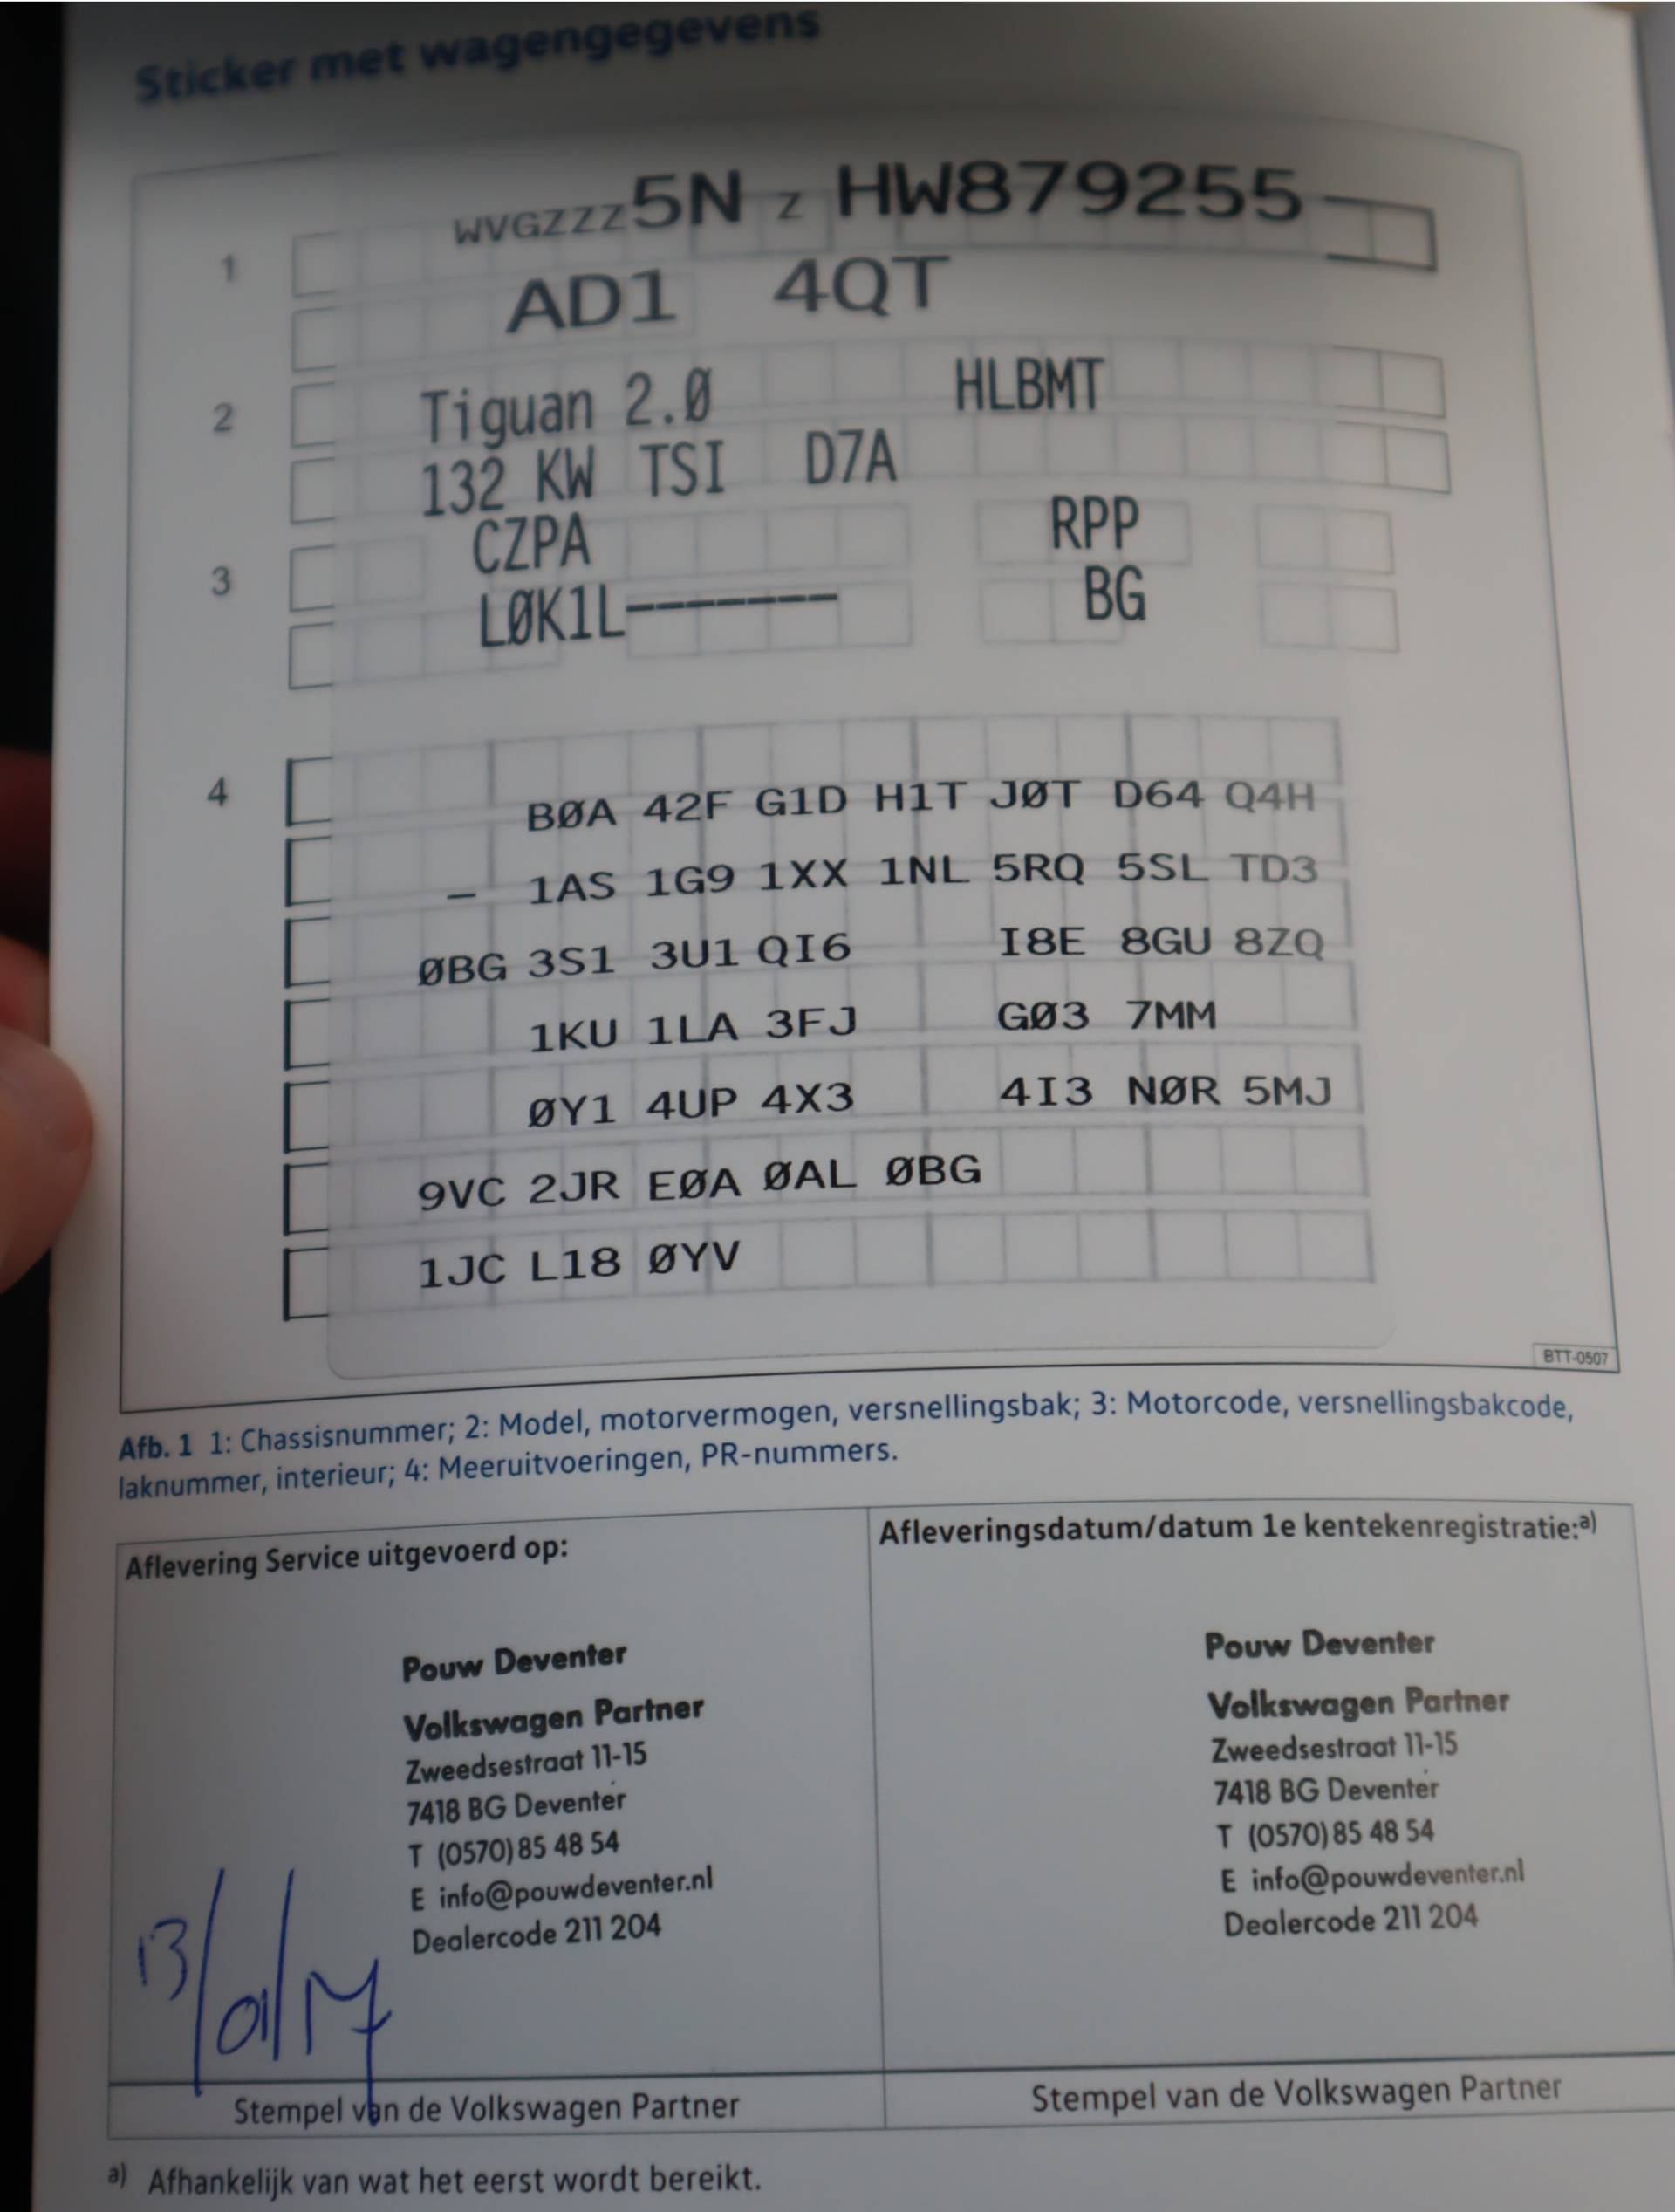 Sticker met wagengegevens
1 WVGZZZ5N Z HW879255
AD1 4QT
2 Tiguan 2.0 HLBMT
132 KW TSI D7A
3 CZPA RPP
LØK1L------- BG
4 BØA 42F G1D H1T JØT D64 Q4H
– 1AS 1G9 1XX 1NL 5RQ 5SL TD3
ØBG 3S1 3U1 QI6 I8E 8GU 8ZQ
1KU 1LA 3FJ GØ3 7MM
ØY1 4UP 4X3 4I3 NØR 5MJ
9VC 2JR EØA ØAL ØBG
1JC L18 ØYV
BTT-0507
Afb. 1 1: Chassisnummer; 2: Model, motorvermogen, versnellingsbak; 3: Motorcode, versnellingsbakcode,
laknummer, interieur; 4: Meeruitvoeringen, PR-nummers.
Aflevering Service uitgevoerd op:
Pouw Deventer
Volkswagen Partner
Zweedsestraat 11-15
7418 BG Deventer
T (0570) 85 48 54
E info@pouwdeventer.nl
Dealercode 211 204
13/01/17
Stempel van de Volkswagen Partner
Afleveringsdatum/datum 1e kentekenregistratie:a)
Pouw Deventer
Volkswagen Partner
Zweedsestraat 11-15
7418 BG Deventer
T (0570) 85 48 54
E info@pouwdeventer.nl
Dealercode 211 204
Stempel van de Volkswagen Partner
a) Afhankelijk van wat het eerst wordt bereikt.